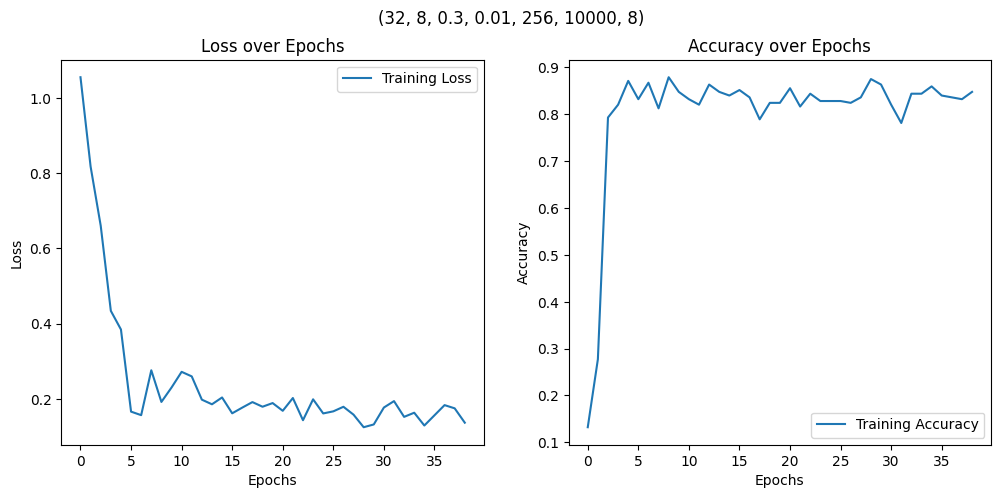 (32, 8, 0.3, 0.01, 256, 10000, 8)
Loss over Epochs
Training Loss
1.0
0.8
0.6
0.4
0.2
Loss
0 5 10 15 20 25 30 35
Epochs
Accuracy over Epochs
0.9
0.8
0.7
0.6
0.5
0.4
0.3
0.2
0.1
Accuracy
Training Accuracy
0 5 10 15 20 25 30 35
Epochs